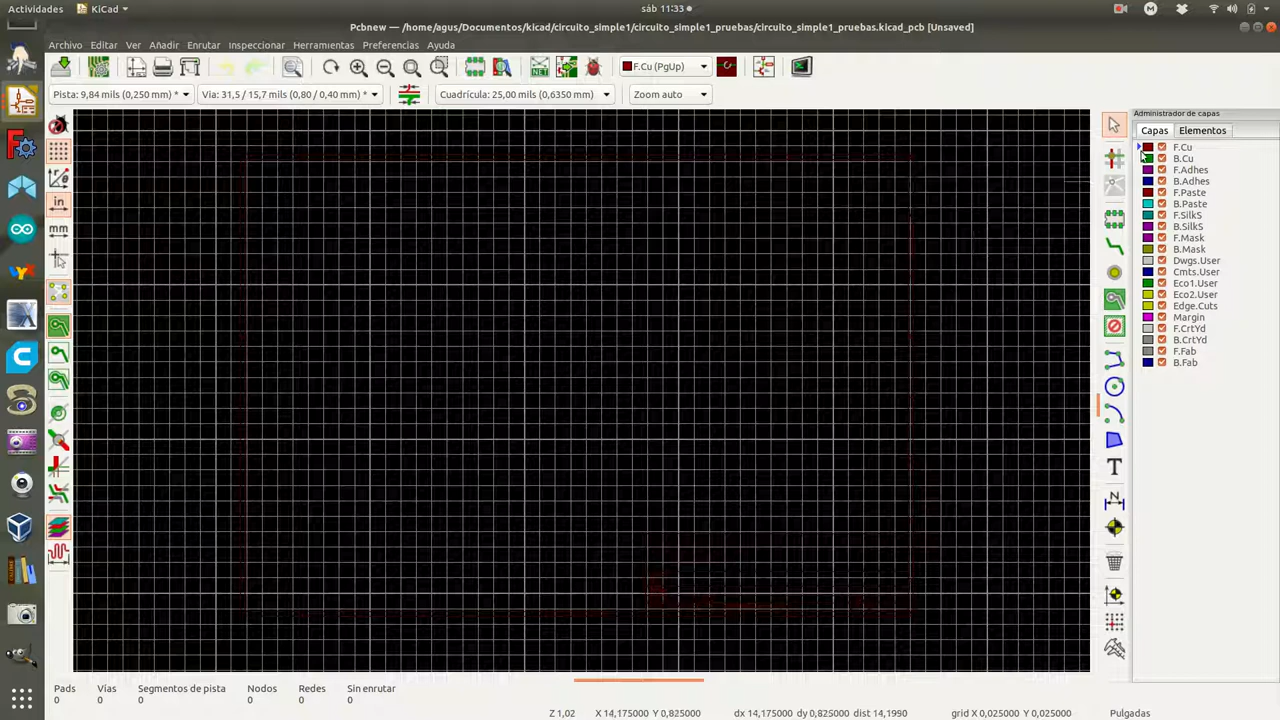 Actividades
KiCad
sáb 11:33
Pcbnew — /home/agus/Documentos/kicad/circuito_simple1/circuito_simple1_pruebas/circuito_simple1_pruebas.kicad_pcb [Unsaved]
Archivo Editar Ver Añadir Enrutar Inspeccionar Herramientas Preferencias Ayuda
NET
F.Cu (PgUp)
Pista: 9,84 mils (0,250 mm) *
Via: 31,5 / 15,7 mils (0,80 / 0,40 mm) *
Cuadrícula: 25,00 mils (0,6350 mm)
Zoom auto
in
mm
T
N
Administrador de capas
Capas Elementos
F.Cu
B.Cu
F.Adhes
B.Adhes
F.Paste
B.Paste
F.SilkS
B.SilkS
F.Mask
B.Mask
Dwgs.User
Cmts.User
Eco1.User
Eco2.User
Edge.Cuts
Margin
F.CrtYd
B.CrtYd
F.Fab
B.Fab
Pads Vías Segmentos de pista Nodos Redes Sin enrutar
0 0 0 0 0 0
Z 1,02 X 14,175000 Y 0,825000 dx 14,175000 dy 0,825000 dist 14,1990 grid X 0,025000 Y 0,025000 Pulgadas